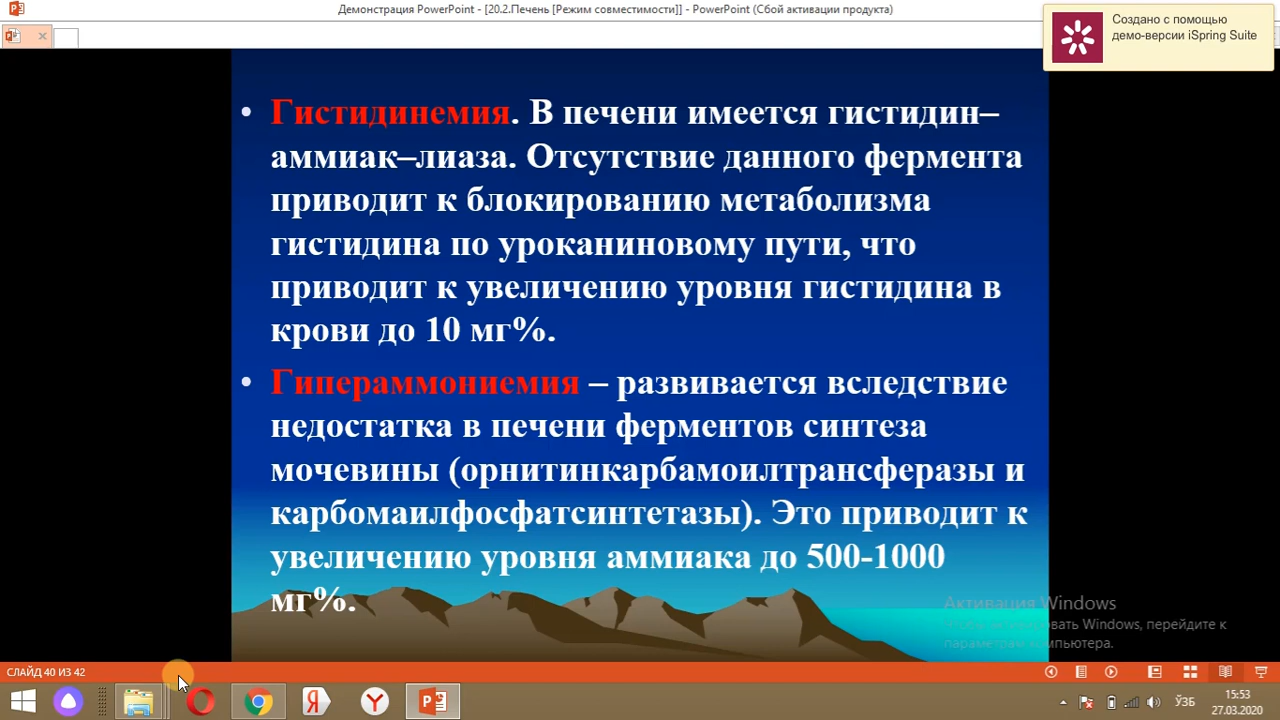 Демонстрация PowerPoint - [20.2.Печень [Режим совместимости]] - PowerPoint (Сбой активации продукта)
Создано с помощью
демо-версии iSpring Suite
• Гистидинемия. В печени имеется гистидин–
аммиак–лиаза. Отсутствие данного фермента
приводит к блокированию метаболизма
гистидина по уроканиновому пути, что
приводит к увеличению уровня гистидина в
крови до 10 мг%.
• Гипераммониемия – развивается вследствие
недостатка в печени ферментов синтеза
мочевины (орнитинкарбамоилтрансферазы и
карбомаилфосфатсинтетазы). Это приводит к
увеличению уровня аммиака до 500-1000
мг%.
Активация Windows
Чтобы активировать Windows, перейдите к
параметрам компьютера.
СЛАЙД 40 ИЗ 42
ЎЗБ
15:53
27.03.2020